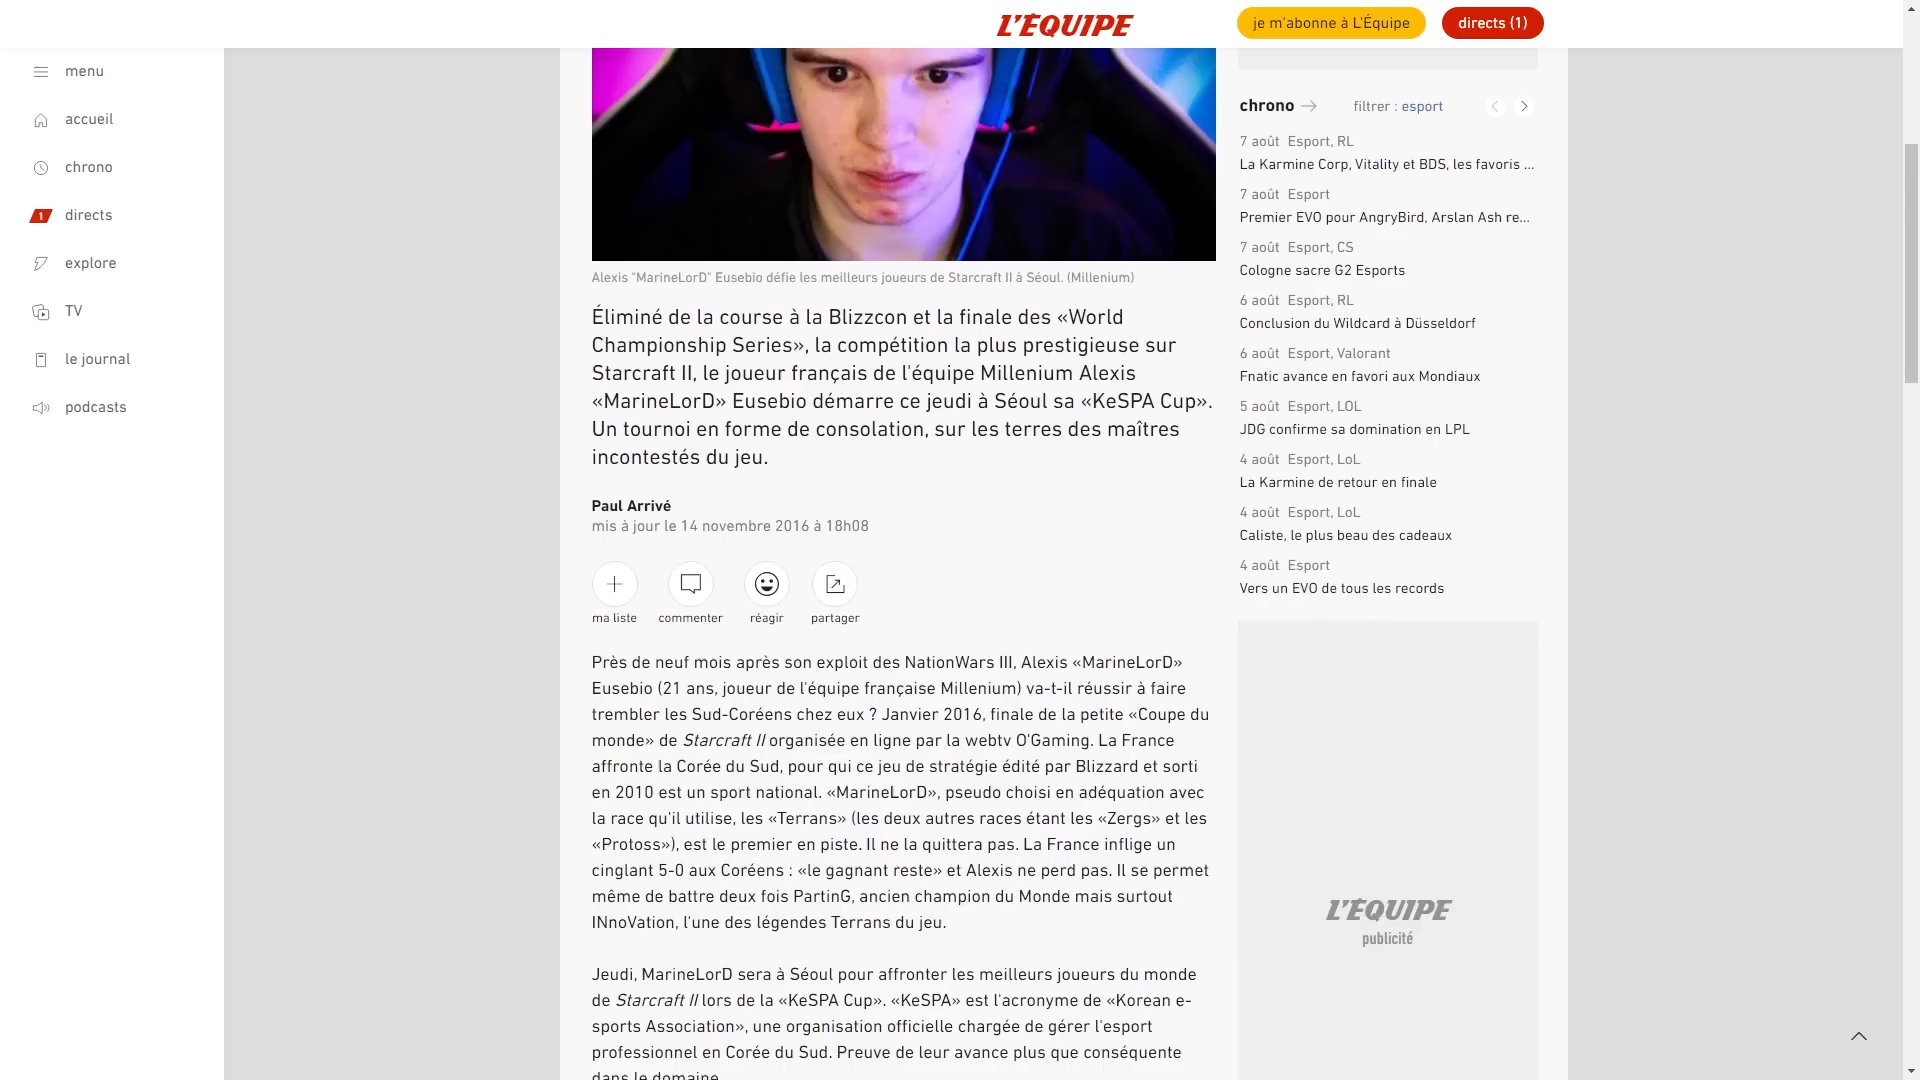 L'ÉQUIPE
je m'abonne à L'Équipe
directs (1)
menu
accueil
chrono
1
directs
explore
TV
le journal
podcasts
Alexis "MarineLorD" Eusebio défie les meilleurs joueurs de Starcraft II à Séoul. (Millenium)
Éliminé de la course à la Blizzcon et la finale des «World
Championship Series», la compétition la plus prestigieuse sur
Starcraft II, le joueur français de l'équipe Millenium Alexis
«MarineLorD» Eusebio démarre ce jeudi à Séoul sa «KeSPA Cup».
Un tournoi en forme de consolation, sur les terres des maîtres
incontestés du jeu.
Paul Arrivé
mis à jour le 14 novembre 2016 à 18h08
ma liste
commenter
réagir
partager
Près de neuf mois après son exploit des NationWars III, Alexis «MarineLorD»
Eusebio (21 ans, joueur de l'équipe française Millenium) va-t-il réussir à faire
trembler les Sud-Coréens chez eux ? Janvier 2016, finale de la petite «Coupe du
monde» de Starcraft II organisée en ligne par la webtv O'Gaming. La France
affronte la Corée du Sud, pour qui ce jeu de stratégie édité par Blizzard et sorti
en 2010 est un sport national. «MarineLorD», pseudo choisi en adéquation avec
la race qu'il utilise, les «Terrans» (les deux autres races étant les «Zergs» et les
«Protoss»), est le premier en piste. Il ne la quittera pas. La France inflige un
cinglant 5-0 aux Coréens : «le gagnant reste» et Alexis ne perd pas. Il se permet
même de battre deux fois PartinG, ancien champion du Monde mais surtout
INnoVation, l'une des légendes Terrans du jeu.
Jeudi, MarineLorD sera à Séoul pour affronter les meilleurs joueurs du monde
de Starcraft II lors de la «KeSPA Cup». «KeSPA» est l'acronyme de «Korean e-
sports Association», une organisation officielle chargée de gérer l'esport
professionnel en Corée du Sud. Preuve de leur avance plus que conséquente
dans le domaine.
chrono
filtrer : esport
7 août Esport, RL
La Karmine Corp, Vitality et BDS, les favoris ...
7 août Esport
Premier EVO pour AngryBird, Arslan Ash re...
7 août Esport, CS
Cologne sacre G2 Esports
6 août Esport, RL
Conclusion du Wildcard à Düsseldorf
6 août Esport, Valorant
Fnatic avance en favori aux Mondiaux
5 août Esport, LOL
JDG confirme sa domination en LPL
4 août Esport, LoL
La Karmine de retour en finale
4 août Esport, LoL
Caliste, le plus beau des cadeaux
4 août Esport
Vers un EVO de tous les records
L'ÉQUIPE
publicité